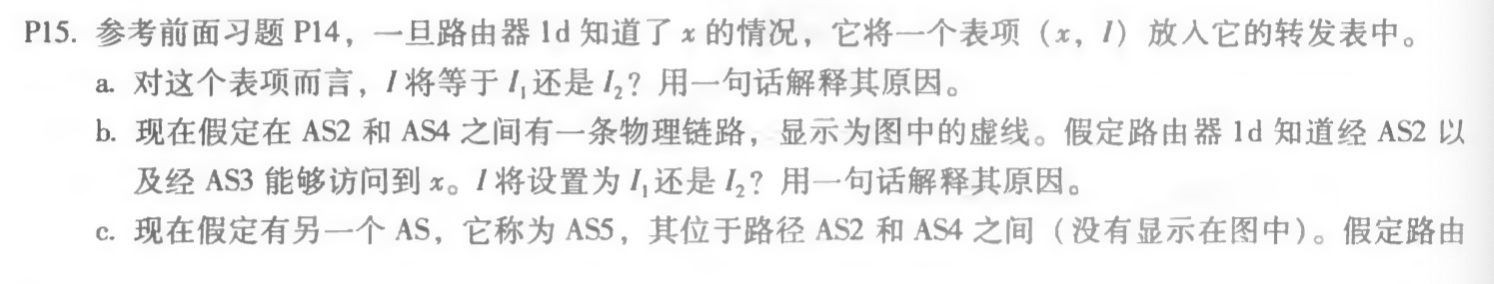 P15. 参考前面习题 P14，一旦路由器 1d 知道了 x 的情况，它将一个表项（x，I）放入它的转发表中。
a. 对这个表项而言，I 将等于 I₁还是 I₂？用一句话解释其原因。
b. 现在假定在 AS2 和 AS4 之间有一条物理链路，显示为图中的虚线。假定路由器 1d 知道经 AS2 以
及经 AS3 能够访问到 x。I 将设置为 I₁还是 I₂？用一句话解释其原因。
c. 现在假定有另一个 AS，它称为 AS5，其位于路径 AS2 和 AS4 之间（没有显示在图中）。假定路由